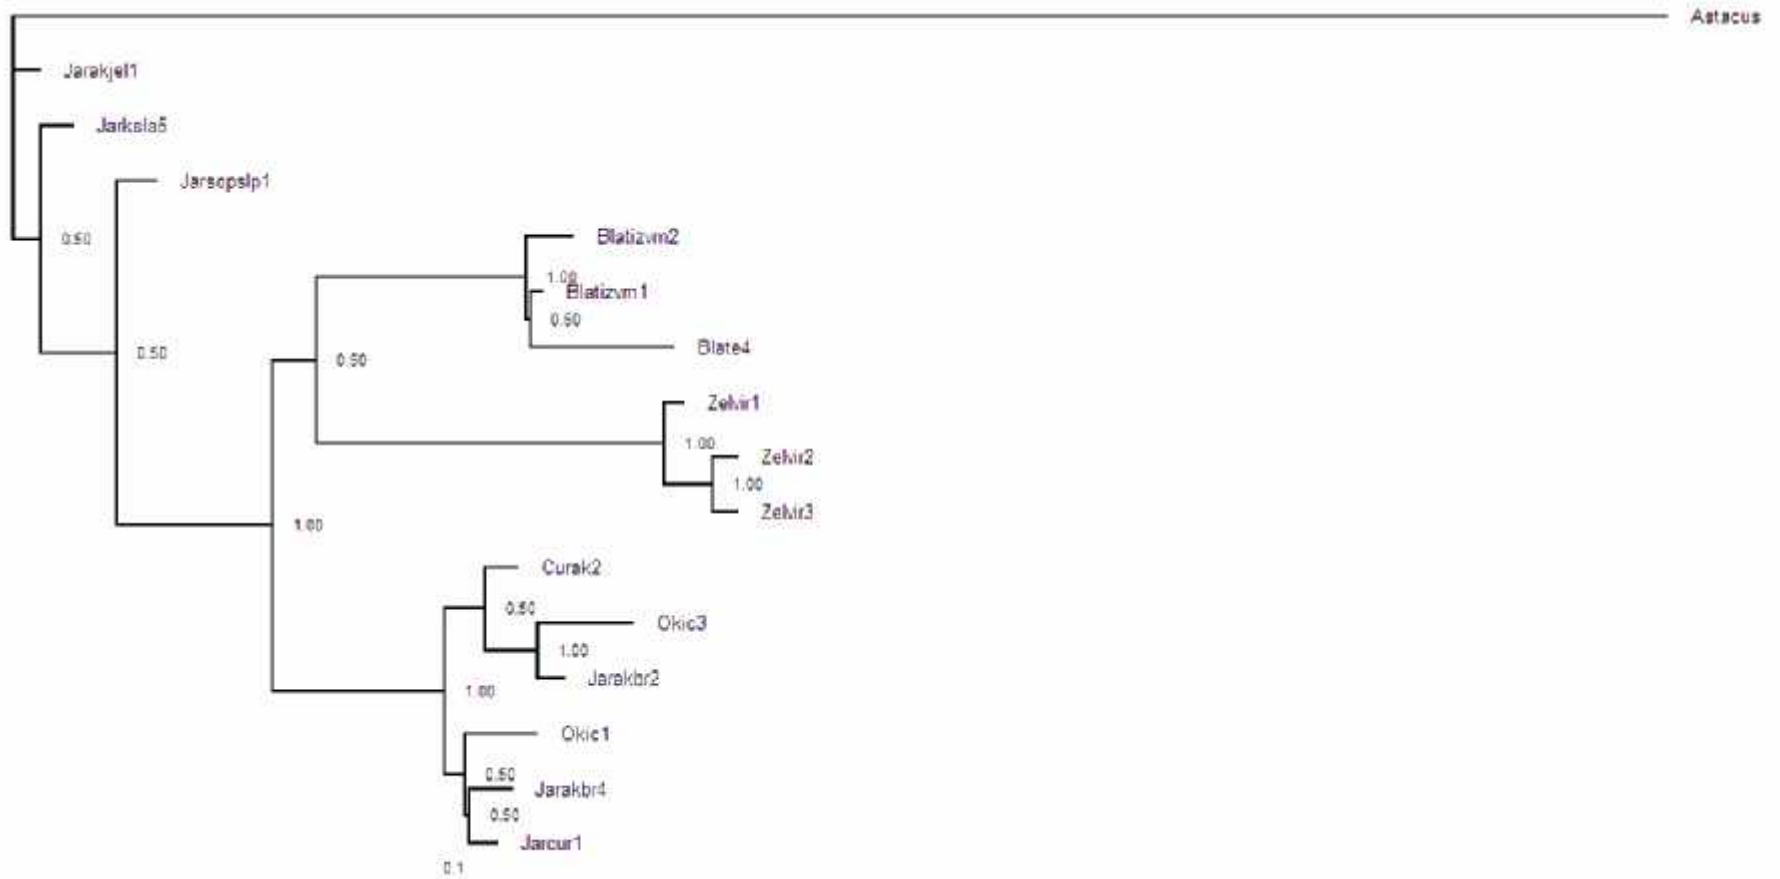 Astacus
Jarakjel1
Jarksla5
Jarsopslp1
0.50
Blatizvm2
1.00
Blatizvm1
0.50
Blate4
0.50
0.50
Zelvir1
1.00
Zelvir2
1.00
Zelvir3
1.00
Curak2
0.50
Okic3
1.00
Jarakbr2
1.00
Okic1
0.50
Jarakbr4
0.50
Jarcur1
0.1